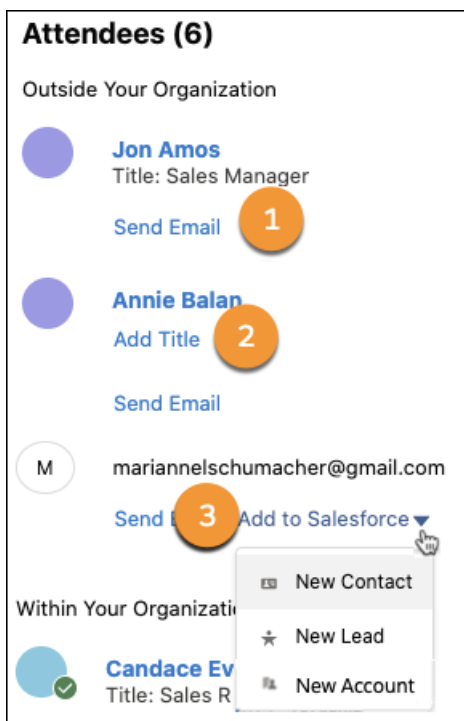 Attendees (6)
Outside Your Organization
Jon Amos
Title: Sales Manager
Send Email
1
Annie Balan
Add Title
2
Send Email
M
mariannelschumacher@gmail.com
Send
3
Add to Salesforce
New Contact
Within Your
New Lead
Candace
Title: Sales
New Account